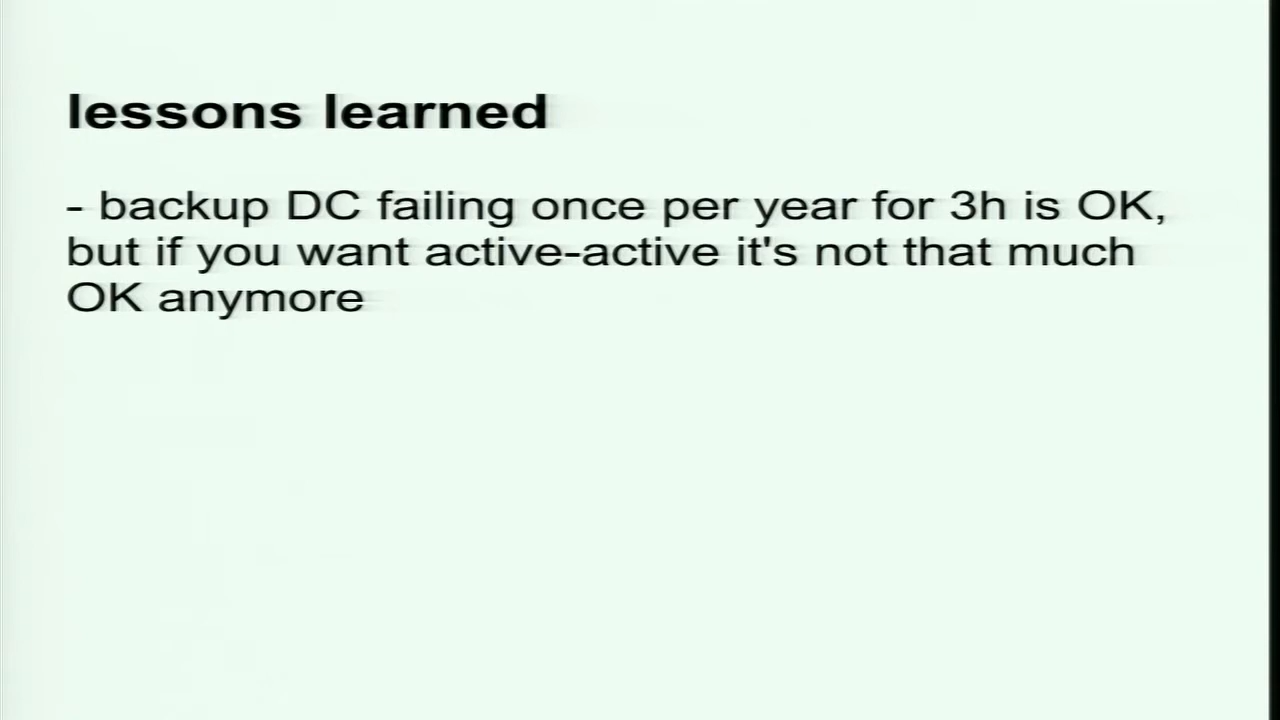 lessons learned
- backup DC failing once per year for 3h is OK,
but if you want active-active it's not that much
OK anymore